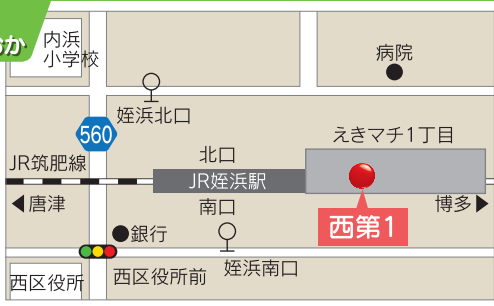 おか
内浜
小学校
病院
姪浜北口
560
えきマチ1丁目
北口
JR筑肥線
JR姪浜駅
唐津
南口
博多
西第1
銀行
西区役所
西区役所前
姪浜南口